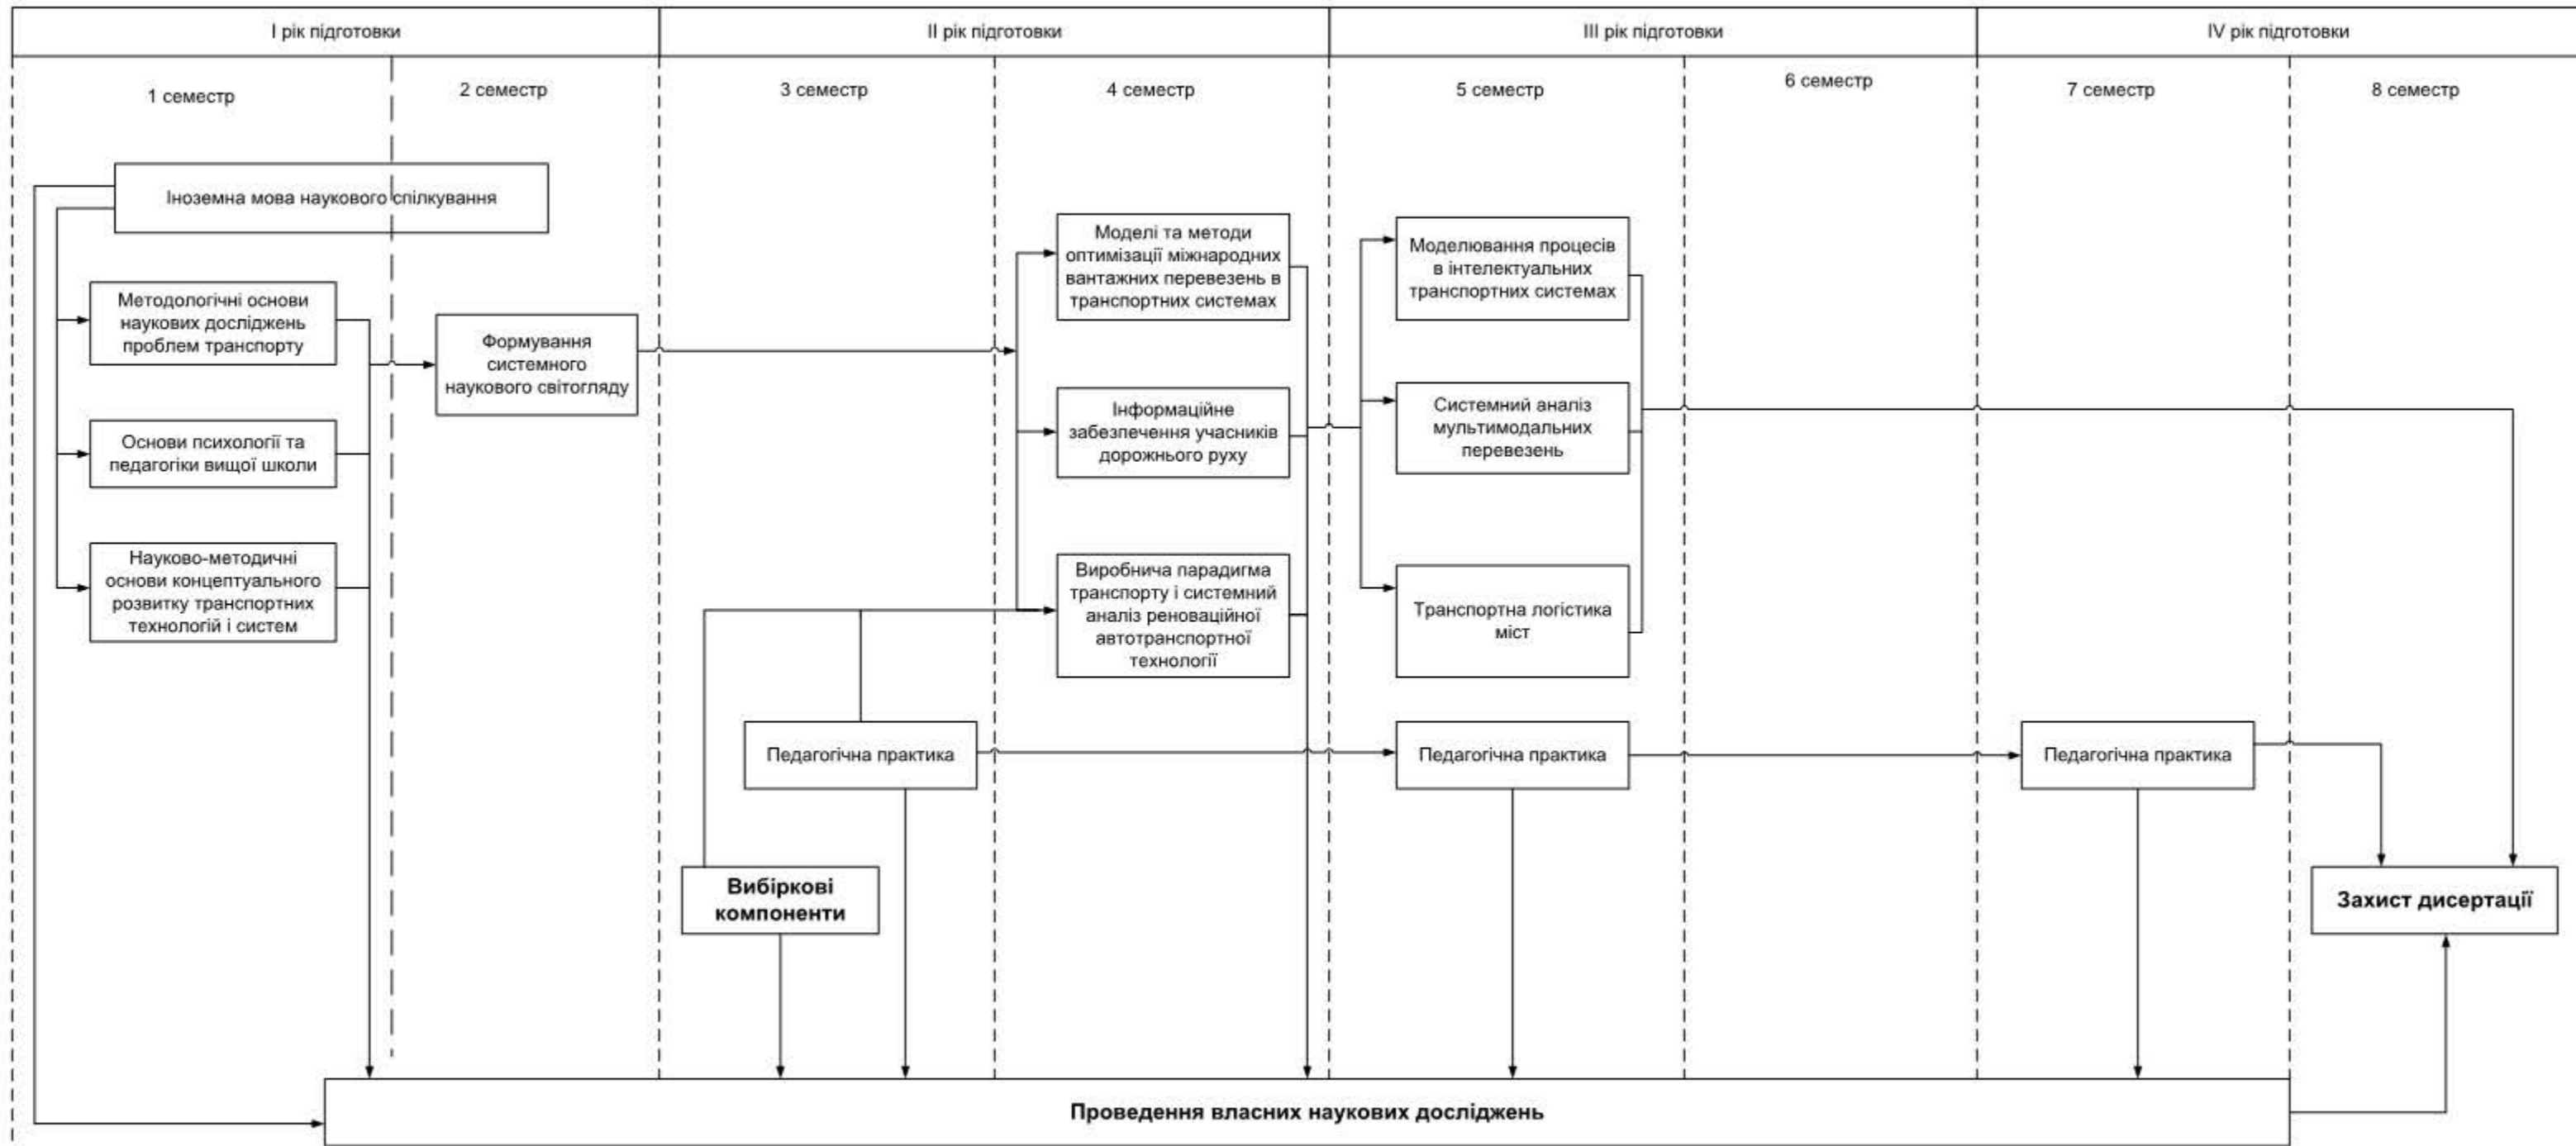 І рік підготовки
ІІ рік підготовки
ІІІ рік підготовки
IV рік підготовки
1 семестр
2 семестр
3 семестр
4 семестр
5 семестр
6 семестр
7 семестр
8 семестр
Іноземна мова наукового спілкування
Методологічні основи
наукових досліджень
проблем транспорту
Основи психології та
педагогіки вищої школи
Науково-методичні
основи концептуального
розвитку транспортних
технологій і систем
Формування
системного
наукового світогляду
Моделі та методи
оптимізації міжнародних
вантажних перевезень в
транспортних системах
Інформаційне
забезпечення учасників
дорожнього руху
Виробнича парадигма
транспорту і системний
аналіз реноваційної
автотранспортної
технології
Моделювання процесів
в інтелектуальних
транспортних системах
Системний аналіз
мультимодальних
перевезень
Транспортна логістика
міст
Педагогічна практика
Педагогічна практика
Педагогічна практика
Вибіркові
компоненти
Захист дисертації
Проведення власних наукових досліджень